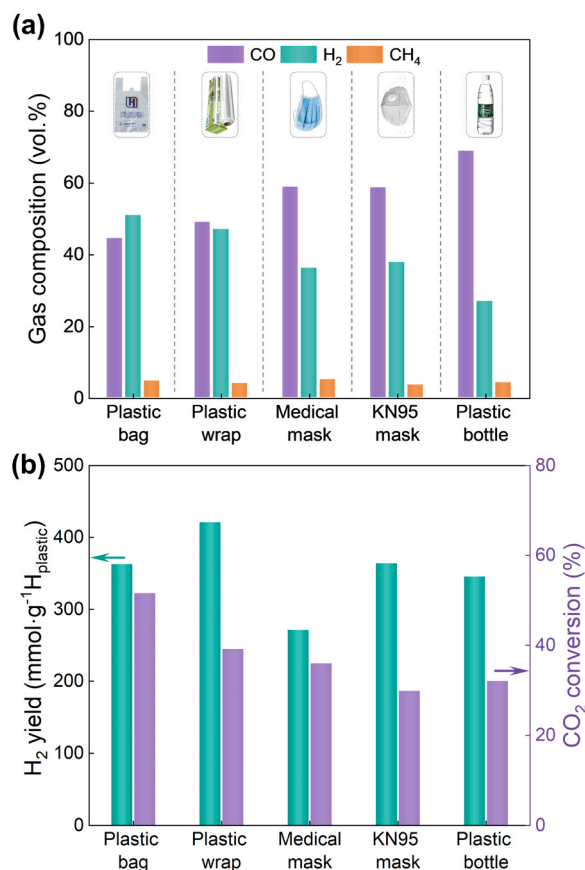 (a)
100
80
60
40
20
0
Gas composition (vol.%)
CO H₂ CH₄
Plastic bag
Plastic wrap
Medical mask
KN95 mask
Plastic bottle
(b)
500
400
300
200
100
0
H₂ yield (mmol·g⁻¹H_plastic)
80
60
40
20
0
CO₂ conversion (%)
Plastic bag
Plastic wrap
Medical mask
KN95 mask
Plastic bottle